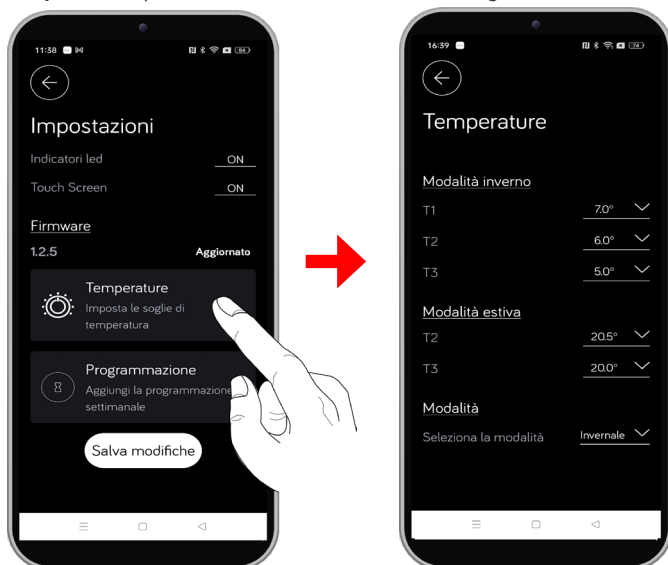 11:38
84
Impostazioni
Indicatori led ON
Touch Screen ON
Firmware
1.2.5 Aggiornato
Temperature
Imposta le soglie di
temperatura
Programmazione
Aggiungi la programmazione
settimanale
Salva modifiche
16:39
Temperature
Modalità inverno
T1 7.0°
T2 6.0°
T3 5.0°
Modalità estiva
T2 20.5°
T3 20.0°
Modalità
Seleziona la modalità Invernale